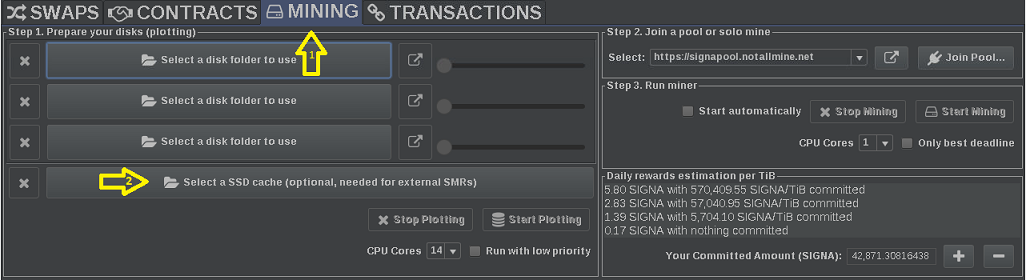 SWAPS CONTRACTS MINING TRANSACTIONS
Step 1. Prepare your disks (plotting)
1
Select a disk folder to use
Select a disk folder to use
Select a disk folder to use
2
Select a SSD cache (optional, needed for external SMRs)
Stop Plotting Start Plotting
CPU Cores 14 Run with low priority
Step 2. Join a pool or solo mine
Select: https://signapool.notallmine.net Join Pool...
Step 3. Run miner
Start automatically Stop Mining Start Mining
CPU Cores 1 Only best deadline
Daily rewards estimation per TiB
5.80 SIGNA with 570,409.55 SIGNA/TiB committed
2.83 SIGNA with 57,040.95 SIGNA/TiB committed
1.39 SIGNA with 5,704.10 SIGNA/TiB committed
0.17 SIGNA with nothing committed
Your Committed Amount (SIGNA): 42,871.30816438